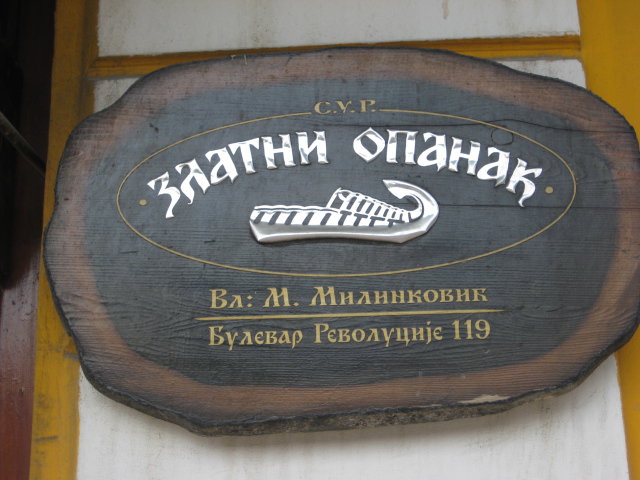 С.У.Р.
ЗЛАТНИ ОПАНАК
Вл: М. Милинковић
Булевар Револуције 119